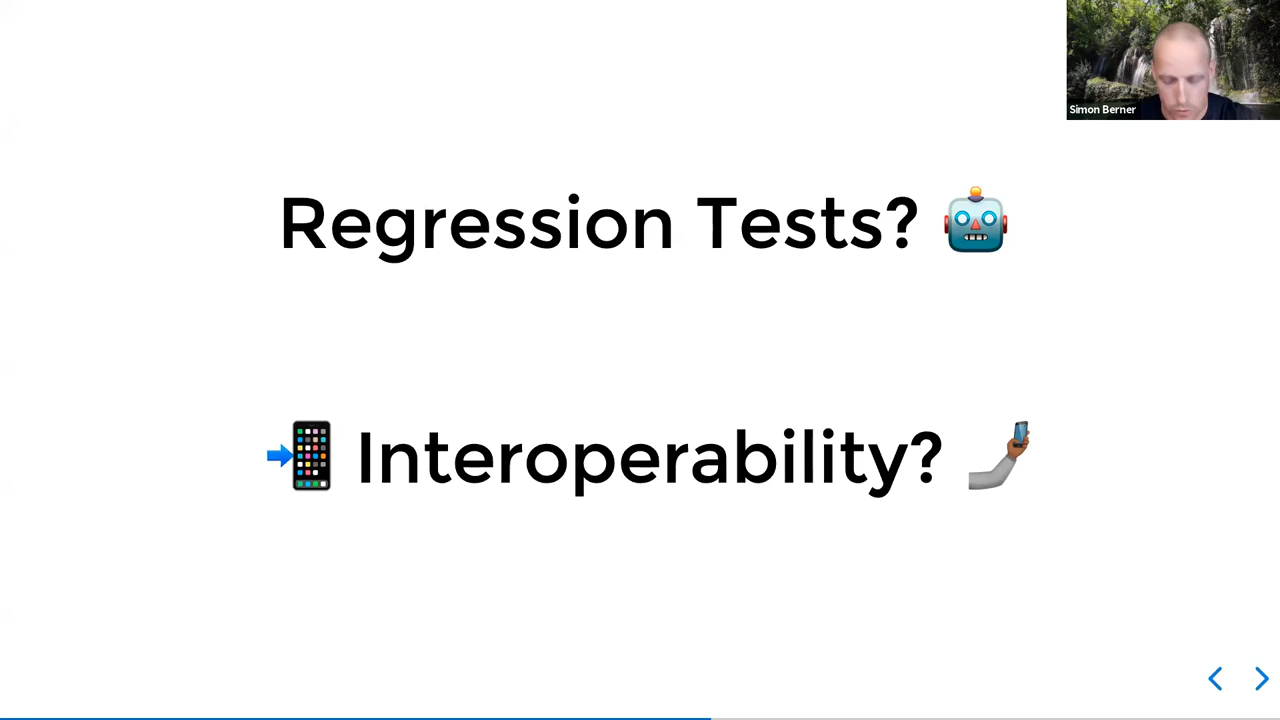 Simon Berner
Regression Tests? 🤖
📲 Interoperability? 🤳🏾